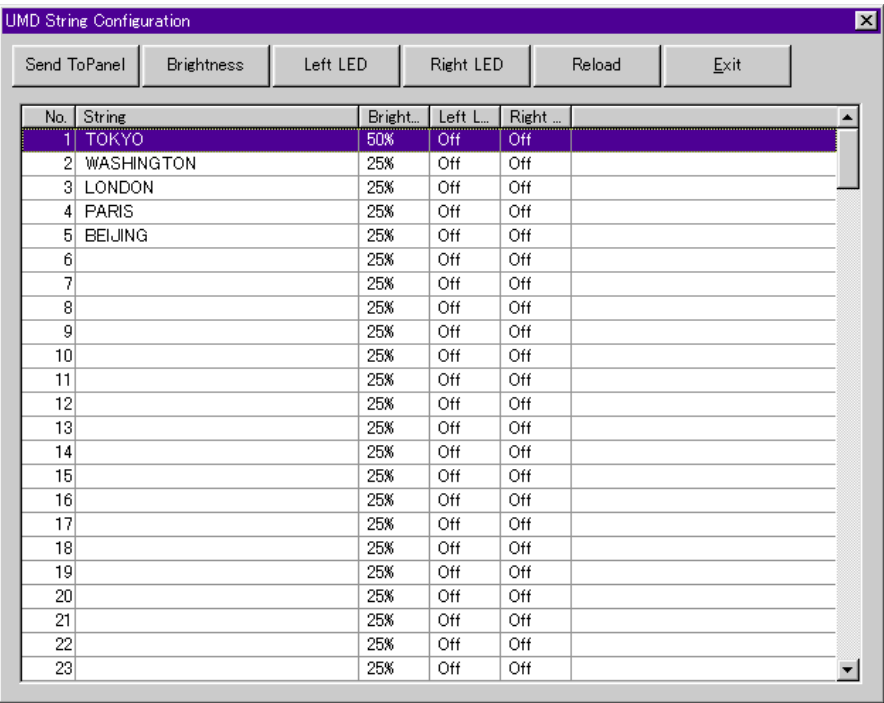 UMD String Configuration
Send ToPanel Brightness Left LED Right LED Reload Exit
No. String Bright... Left L... Right ...
1 TOKYO 50% Off Off
2 WASHINGTON 25% Off Off
3 LONDON 25% Off Off
4 PARIS 25% Off Off
5 BEIJING 25% Off Off
6 25% Off Off
7 25% Off Off
8 25% Off Off
9 25% Off Off
10 25% Off Off
11 25% Off Off
12 25% Off Off
13 25% Off Off
14 25% Off Off
15 25% Off Off
16 25% Off Off
17 25% Off Off
18 25% Off Off
19 25% Off Off
20 25% Off Off
21 25% Off Off
22 25% Off Off
23 25% Off Off